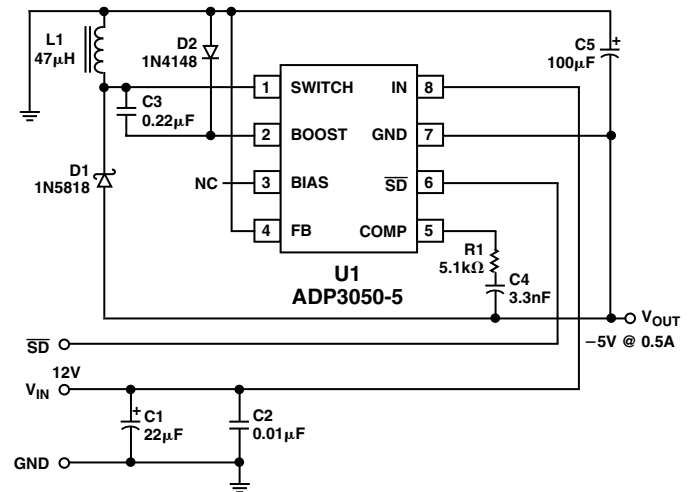 L1
47μH
D2
1N4148
C5
+
100μF
C3
0.22μF
1 SWITCH IN 8
2 BOOST GND 7
NC 3 BIAS SD 6
4 FB COMP 5
D1
1N5818
R1
5.1kΩ
C4
3.3nF
U1
ADP3050-5
VOUT
−5V @ 0.5A
SD
12V
VIN
+
C1
22μF
C2
0.01μF
GND